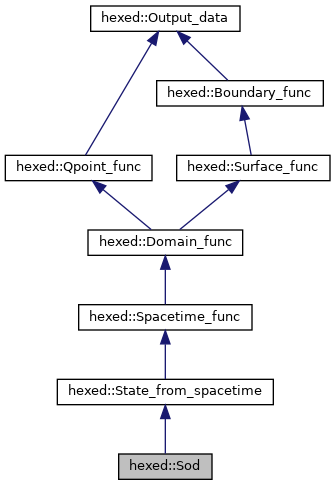 hexed::Output_data
hexed::Boundary_func
hexed::Qpoint_func
hexed::Surface_func
hexed::Domain_func
hexed::Spacetime_func
hexed::State_from_spacetime
hexed::Sod